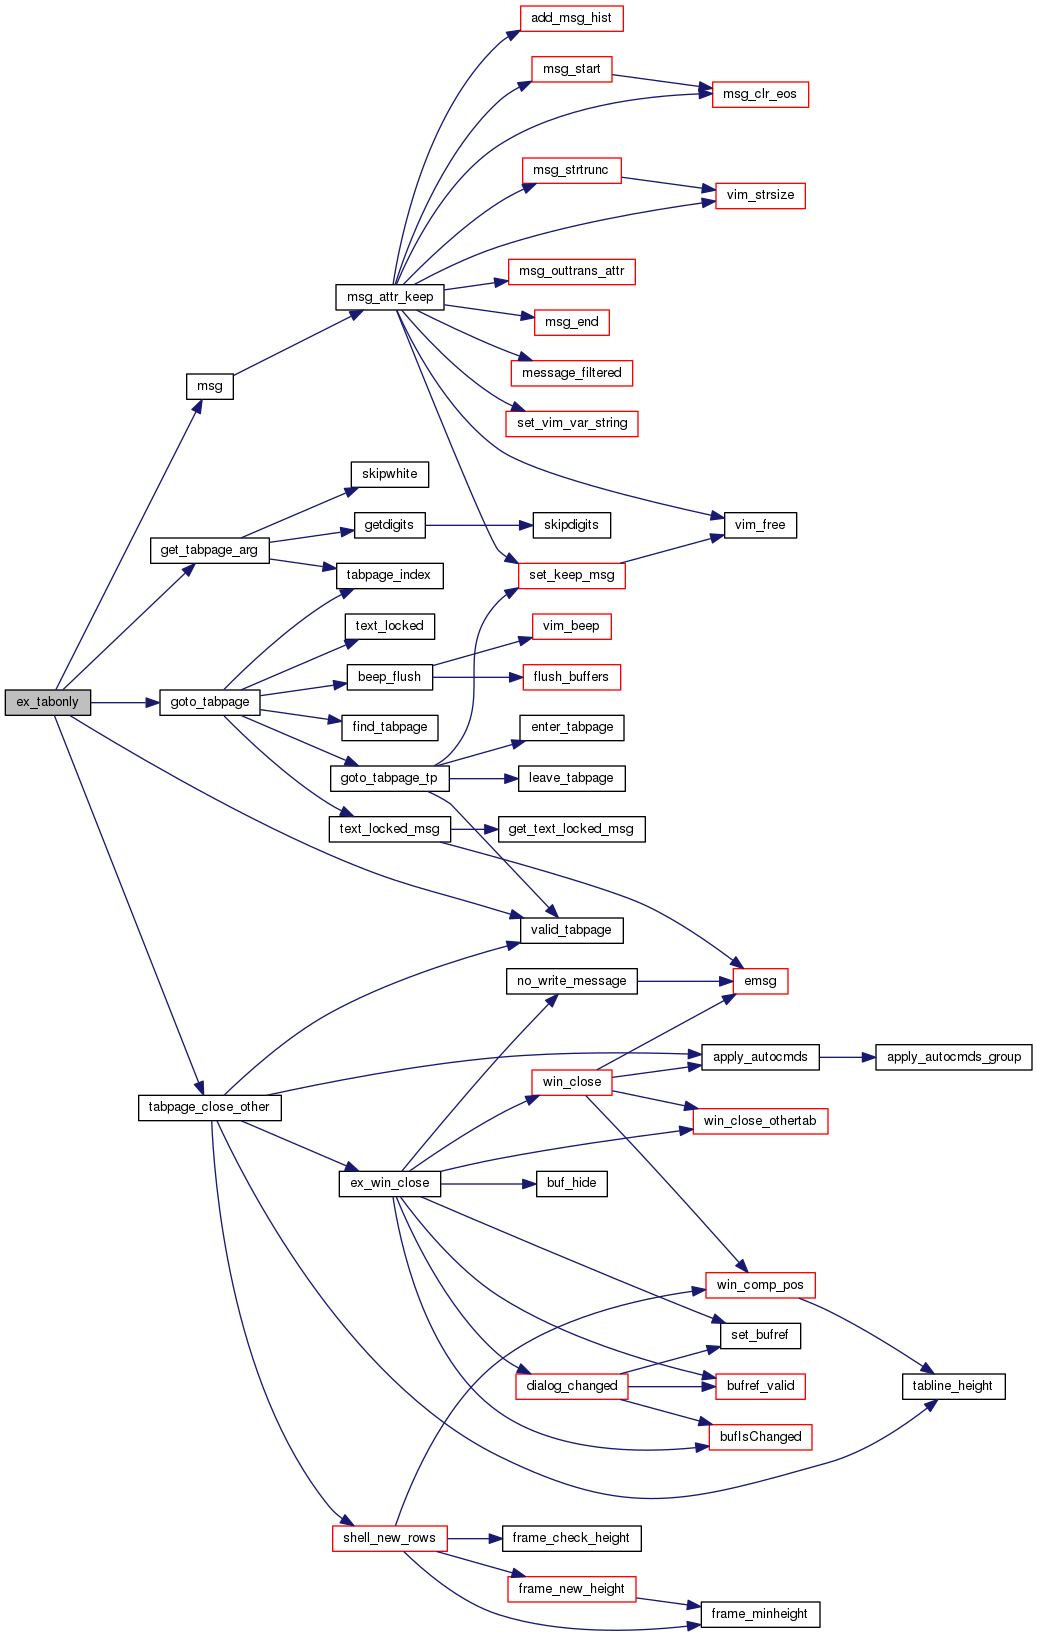 add_msg_hist
msg_start
msg_clr_eos
msg_strtrunc
vim_strsize
msg_outtrans_attr
msg_attr_keep
msg_end
message_filtered
msg
set_vim_var_string
skipwhite
getdigits
skipdigits
vim_free
get_tabpage_arg
tabpage_index
set_keep_msg
text_locked
vim_beep
beep_flush
flush_buffers
ex_tabonly
goto_tabpage
find_tabpage
enter_tabpage
goto_tabpage_tp
leave_tabpage
text_locked_msg
get_text_locked_msg
valid_tabpage
no_write_message
emsg
apply_autocmds
apply_autocmds_group
win_close
tabpage_close_other
win_close_othertab
ex_win_close
buf_hide
win_comp_pos
set_bufref
dialog_changed
bufref_valid
tabline_height
bufIsChanged
shell_new_rows
frame_check_height
frame_new_height
frame_minheight